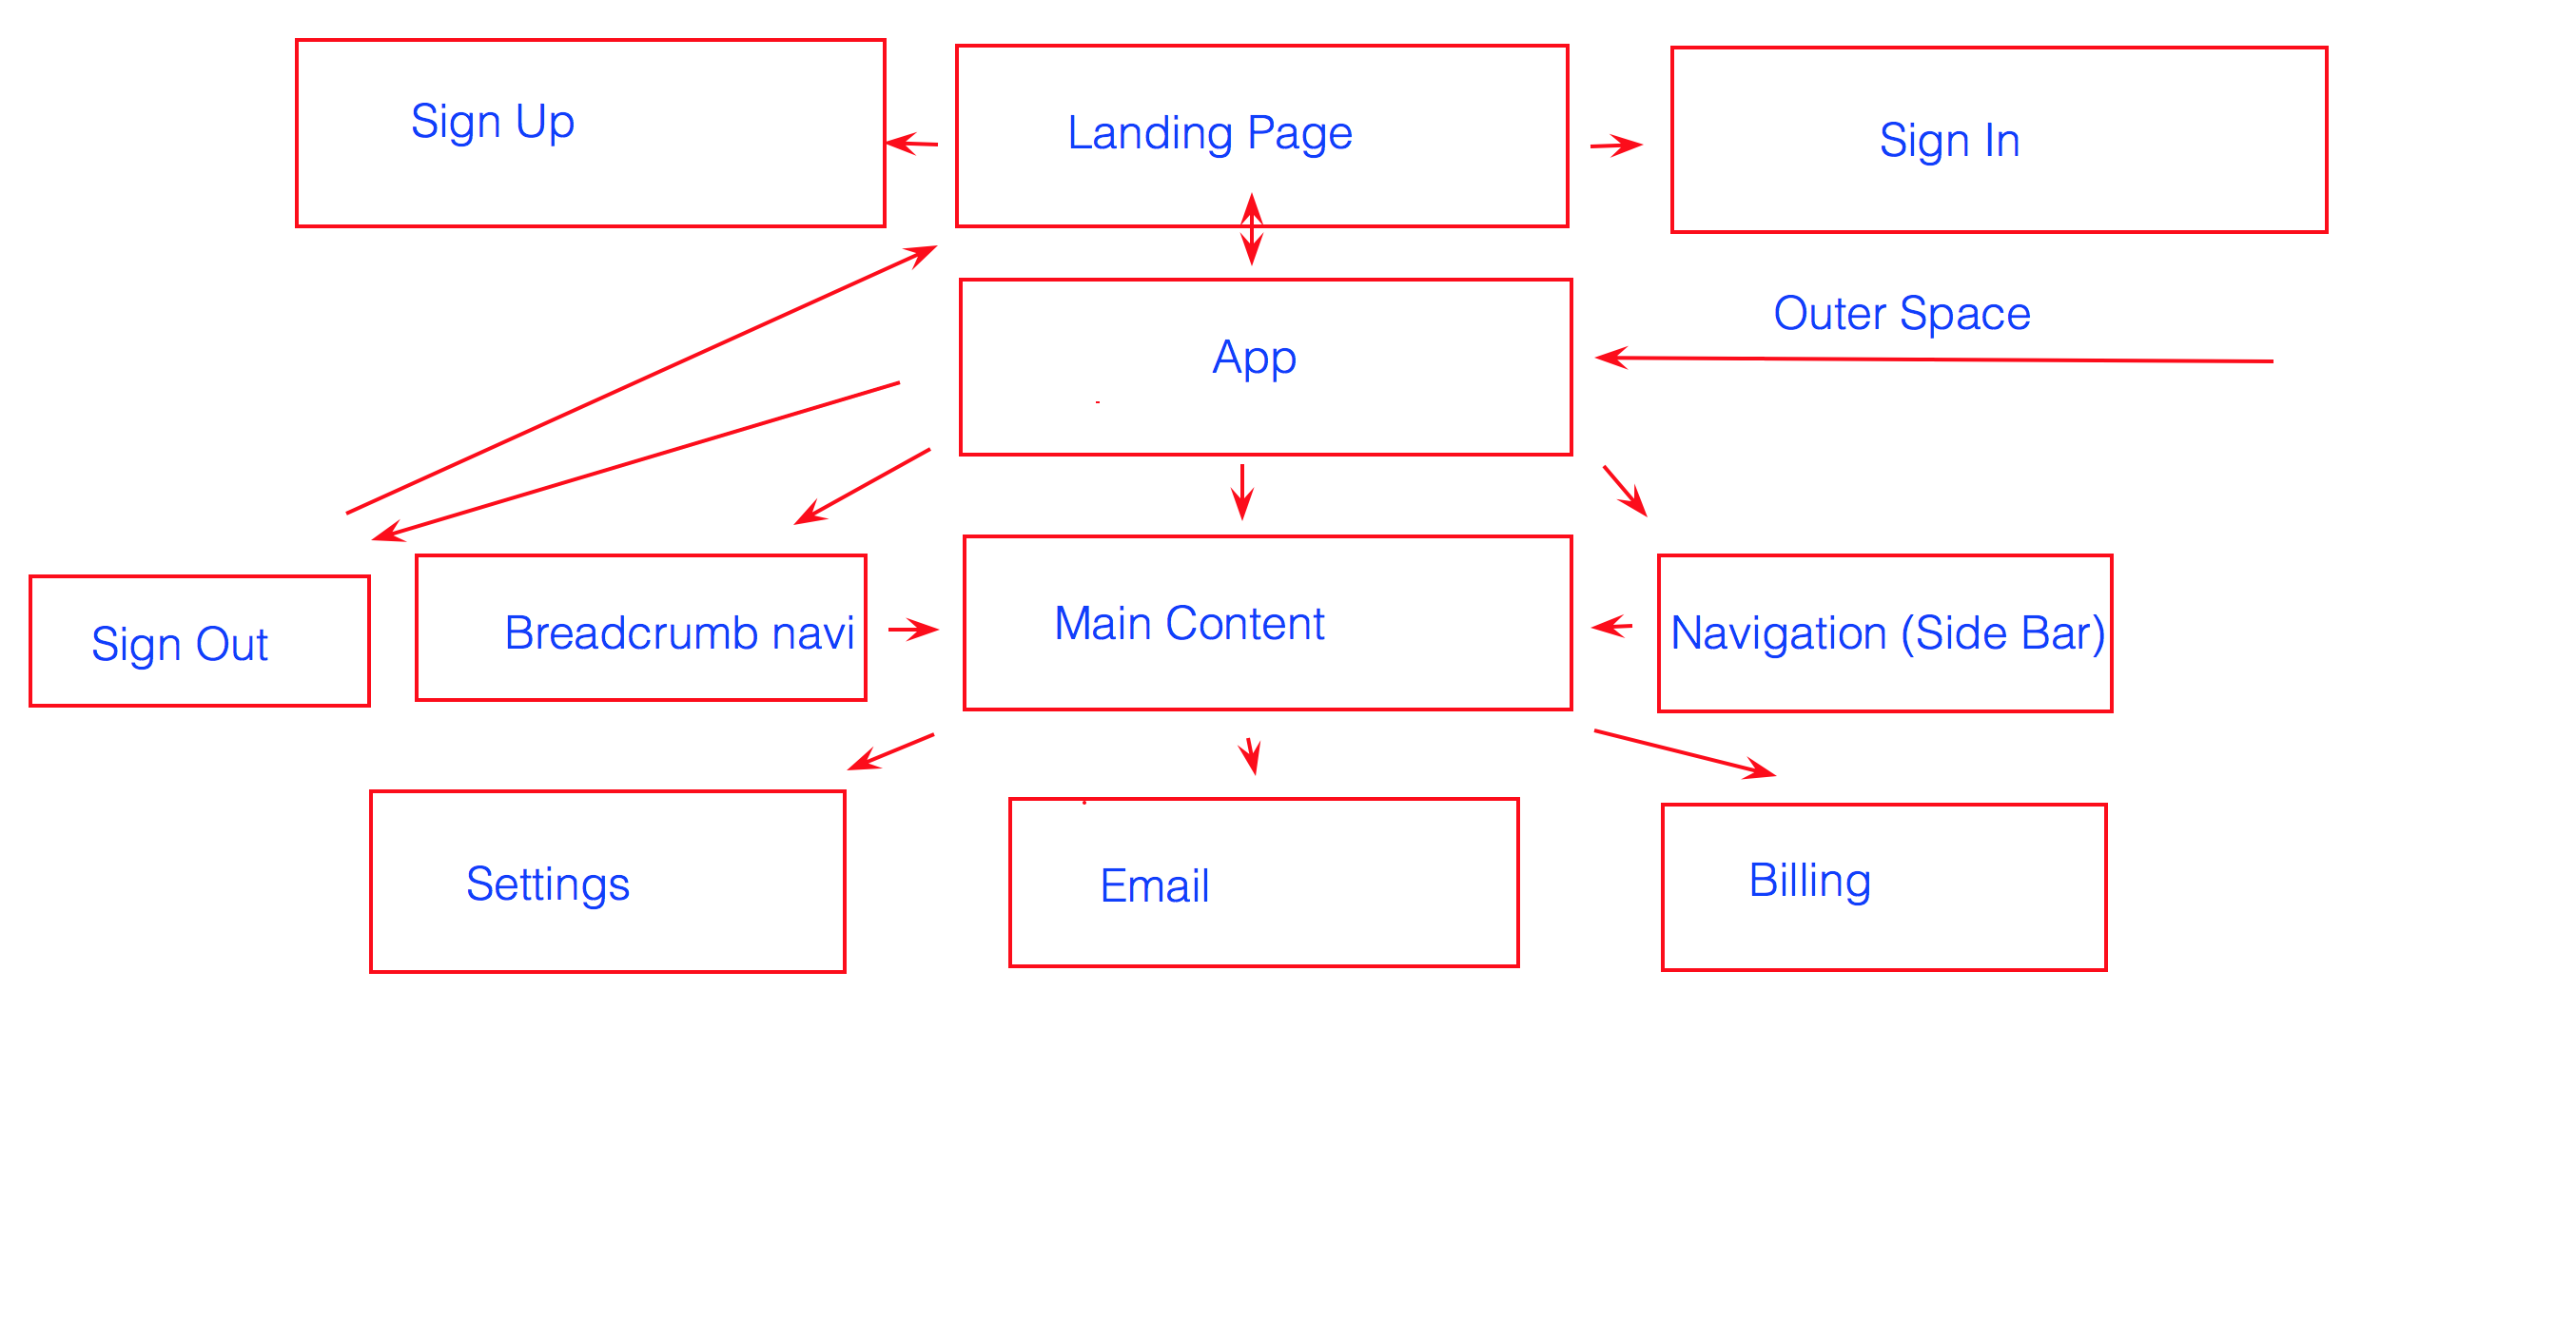 Sign Up
Landing Page
Sign In
Outer Space
App
Sign Out
Breadcrumb navi
Main Content
Navigation (Side Bar)
Settings
Email
Billing